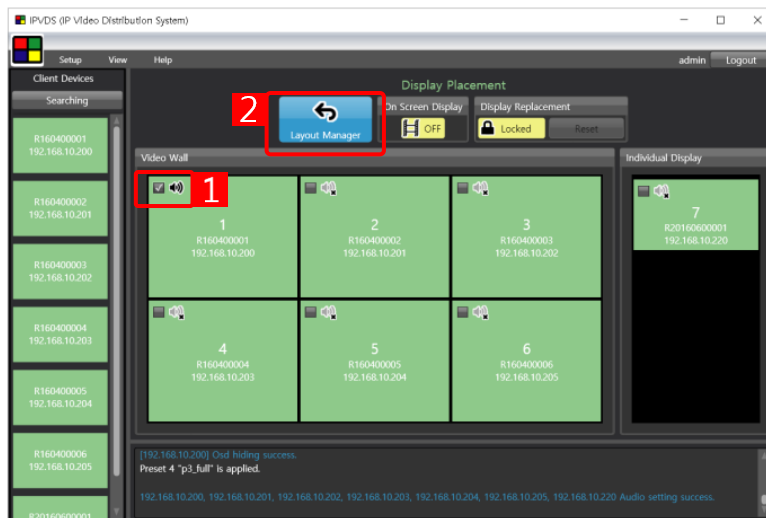 IPVDS (IP Video Distribution System)
Setup View Help admin Logout
Client Devices
Searching
R160400001
192.168.10.200
R160400002
192.168.10.201
R160400003
192.168.10.202
R160400004
192.168.10.203
R160400005
192.168.10.204
R160400006
192.168.10.205
R20160600001
Display Placement
2
Layout Manager
On Screen Display
OFF
Display Replacement
Locked
Reset
Video Wall
1
1
R160400001
192.168.10.200
2
R160400002
192.168.10.201
3
R160400003
192.168.10.202
4
R160400004
192.168.10.203
5
R160400005
192.168.10.204
6
R160400006
192.168.10.205
Individual Display
7
R20160600001
192.168.10.220
[192.168.10.200] Osd hiding success.
Preset 4 "p3_full" is applied.
192.168.10.200, 192.168.10.201, 192.168.10.202, 192.168.10.203, 192.168.10.204, 192.168.10.205, 192.168.10.220 Audio setting success.